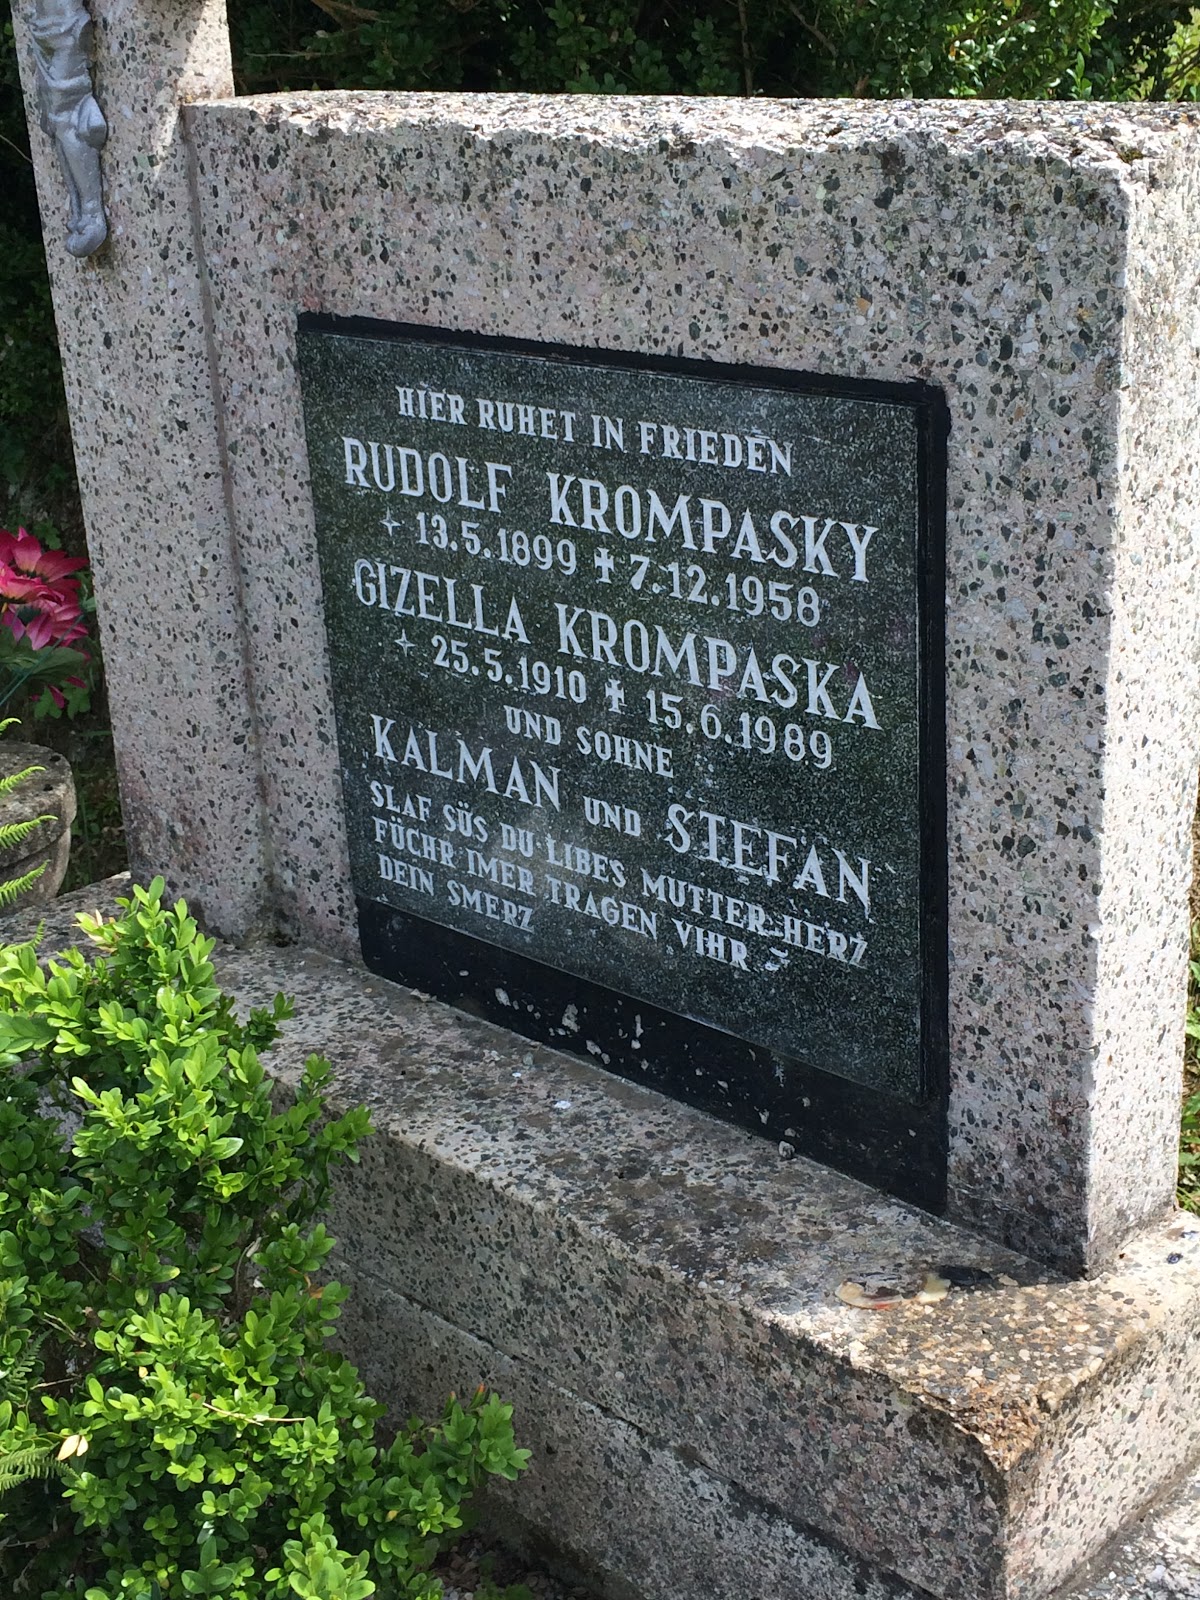 HIER RUHET IN FRIEDEN
RUDOLF KROMPASKY
+ 13.5.1899 ✝ 7.12.1958
GIZELLA KROMPASKA
+ 25.5.1910 ✝ 15.6.1989
UND SOHNE
KALMAN UND STEFAN
SLAF SÜS DU LIBES MUTTER-HERZ
FÜCHR IMER TRAGEN VIHR
DEIN SMERZ